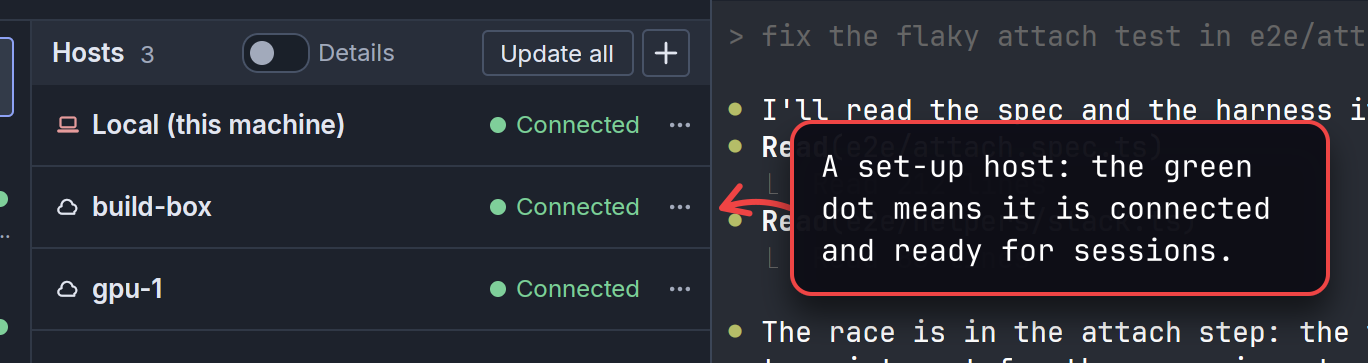 Hosts 3 Details Update all +
Local (this machine) Connected
build-box Connected
gpu-1 Connected
> fix the flaky attach test in e2e/att
I'll read the spec and the harness
Read(e2e/attach.spec.ts)
A set-up host: the green
dot means it is connected
and ready for sessions.
The race is in the attach step: the